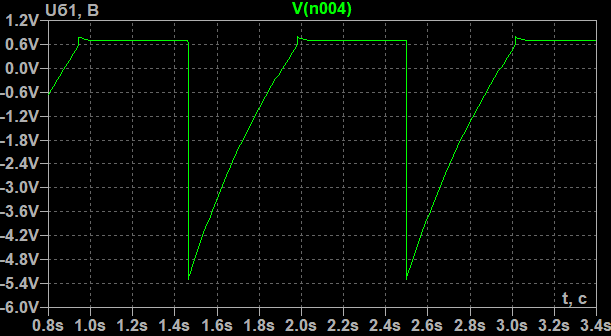 V(n004)
Uб1, В
1.2V
0.6V
0.0V
-0.6V
-1.2V
-1.8V
-2.4V
-3.0V
-3.6V
-4.2V
-4.8V
-5.4V
-6.0V
t, c
0.8s 1.0s 1.2s 1.4s 1.6s 1.8s 2.0s 2.2s 2.4s 2.6s 2.8s 3.0s 3.2s 3.4s